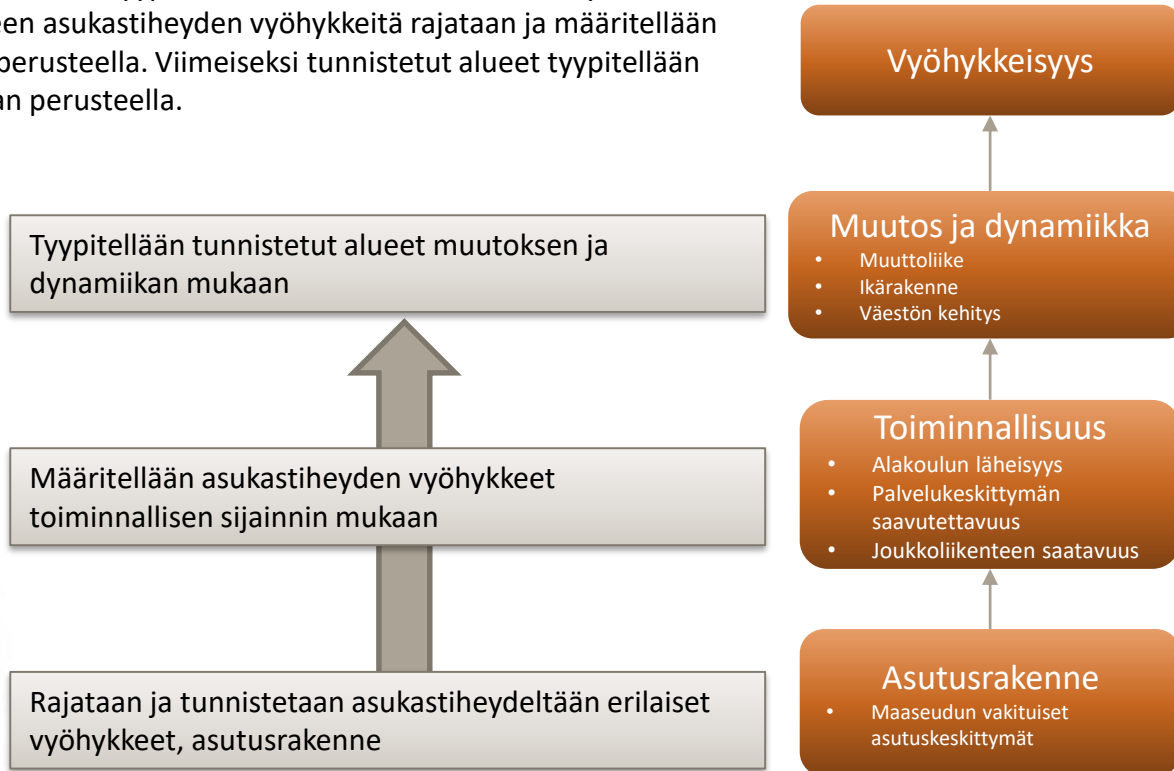 een asukastiheyden vyöhykkeitä rajataan ja määritellään
perusteella. Viimeiseksi tunnistetut alueet tyypitellään
an perusteella.
Vyöhykkeisyys
Tyypitellään tunnistetut alueet muutoksen ja
dynamiikan mukaan
Muutos ja dynamiikka
• Muuttoliike
• Ikärakenne
• Väestön kehitys
Määritellään asukastiheyden vyöhykkeet
toiminnallisen sijainnin mukaan
Toiminnallisuus
• Alakoulun läheisyys
• Palvelukeskittymän
saavutettavuus
• Joukkoliikenteen saatavuus
Rajataan ja tunnistetaan asukastiheydeltään erilaiset
vyöhykkeet, asutusrakenne
Asutusrakenne
• Maaseudun vakituiset
asutuskeskittymät